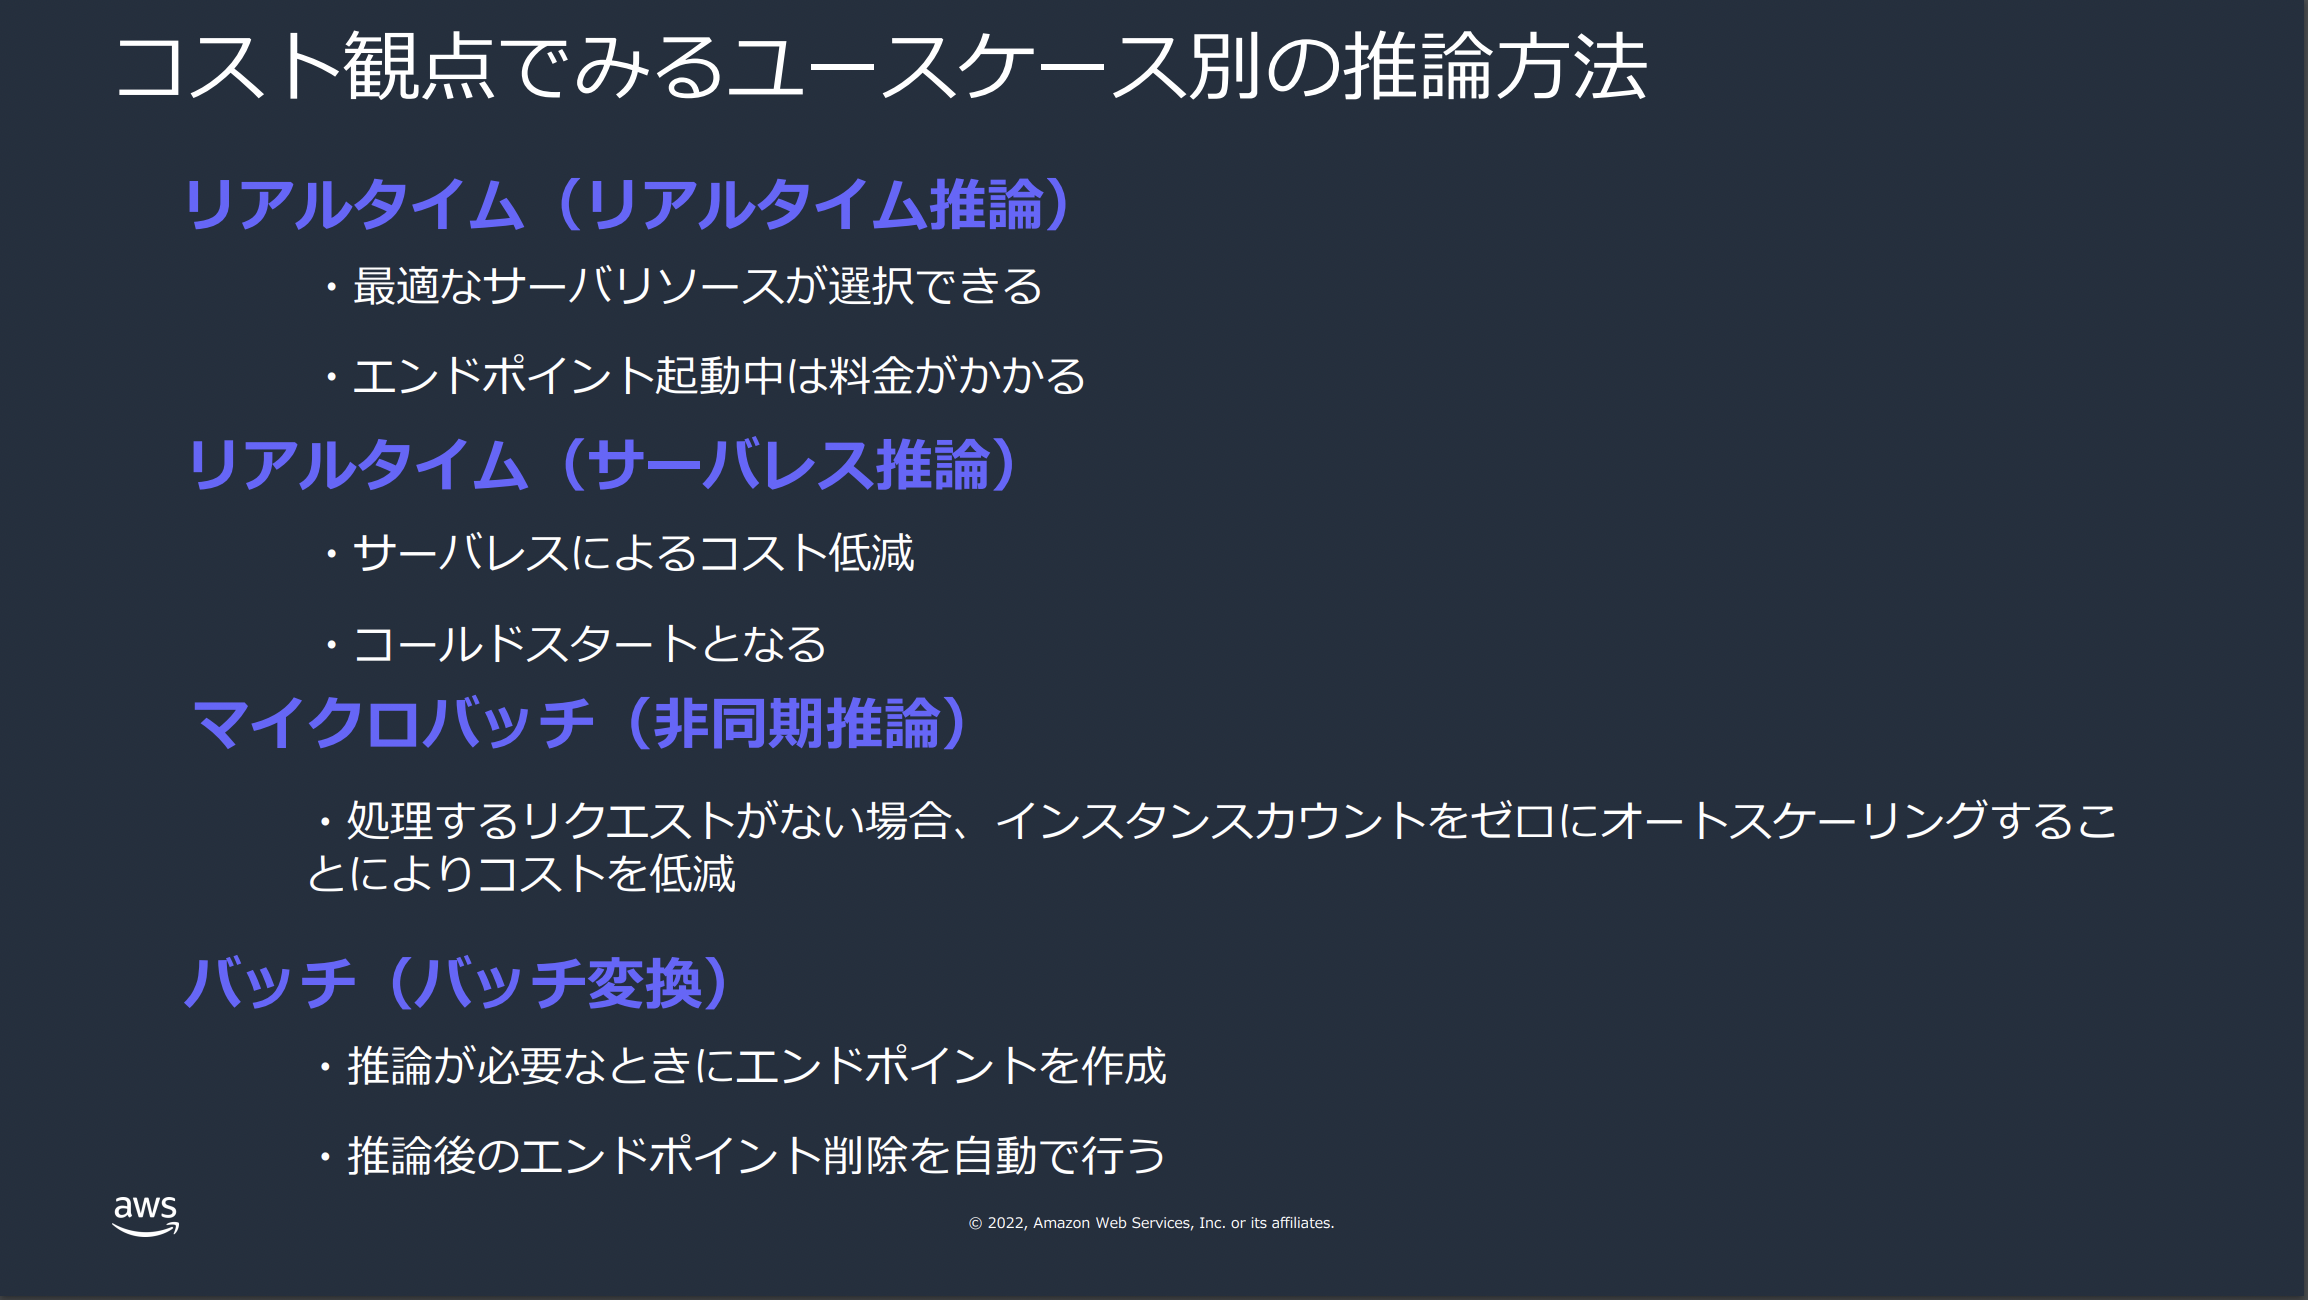 コスト観点でみるユースケース別の推論方法
リアルタイム（リアルタイム推論）
・最適なサーバリソースが選択できる
・エンドポイント起動中は料金がかかる
リアルタイム（サーバレス推論）
・サーバレスによるコスト低減
・コールドスタートとなる
マイクロバッチ（非同期推論）
・処理するリクエストがない場合、インスタンスカウントをゼロにオートスケーリングするこ
とによりコストを低減
バッチ（バッチ変換）
・推論が必要なときにエンドポイントを作成
・推論後のエンドポイント削除を自動で行う
aws
© 2022, Amazon Web Services, Inc. or its affiliates.